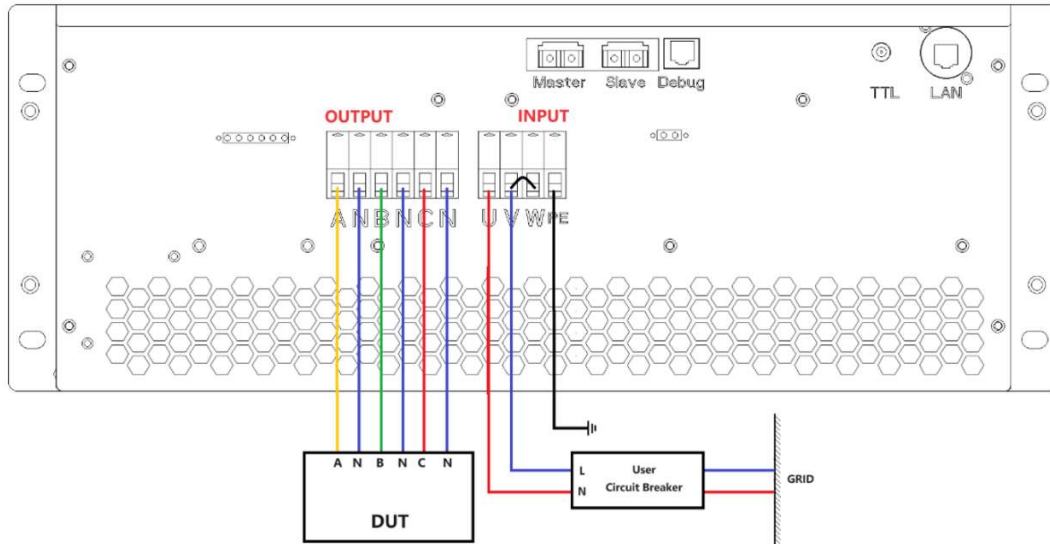 Master Slave Debug
TTL LAN
OUTPUT INPUT
A N B N C N U V W PE
A N B N C N
DUT
L User
N Circuit Breaker
GRID